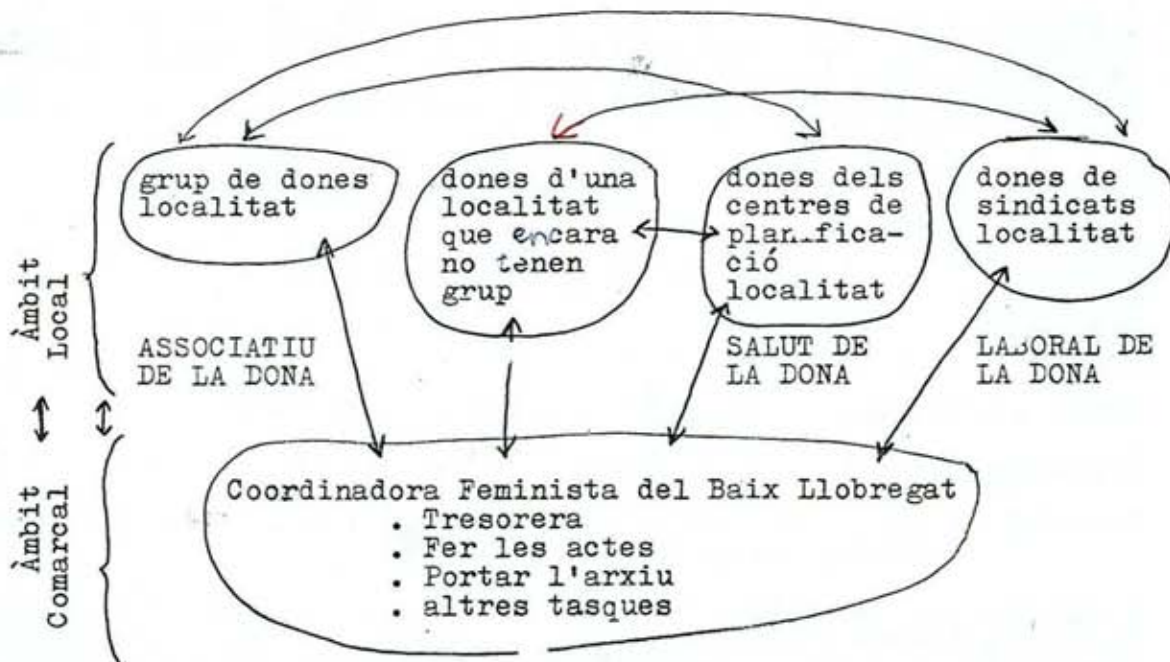 grup de dones
localitat
dones d'una
localitat
que encara
no tenen
grup
dones dels
centres de
planifica-
ció
localitat
dones de
sindicats
localitat
Àmbit
Local
ASSOCIATIU
DE LA DONA
SALUT DE
LA DONA
LABORAL DE
LA DONA
Àmbit
Comarcal
Coordinadora Feminista del Baix Llobregat
. Tresorera
. Fer les actes
. Portar l'arxiu
. altres tasques